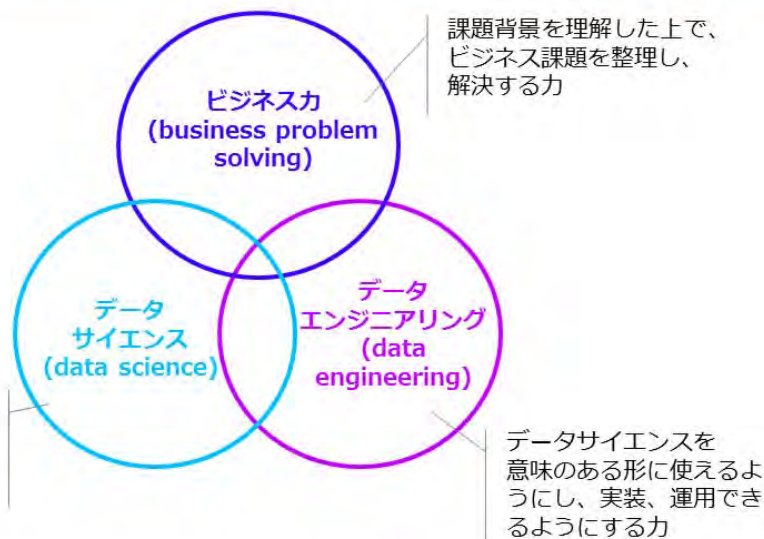 課題背景を理解した上で、
ビジネス課題を整理し、
解決する力
ビジネス力
(business problem
solving)
データ
サイエンス
(data science)
データ
エンジニアリング
(data
engineering)
データサイエンスを
意味のある形に使えるよ
うにし、実装、運用でき
るようにする力